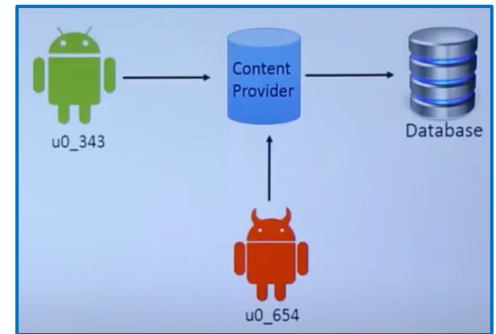 Content
Provider
Database
u0_343
u0_654